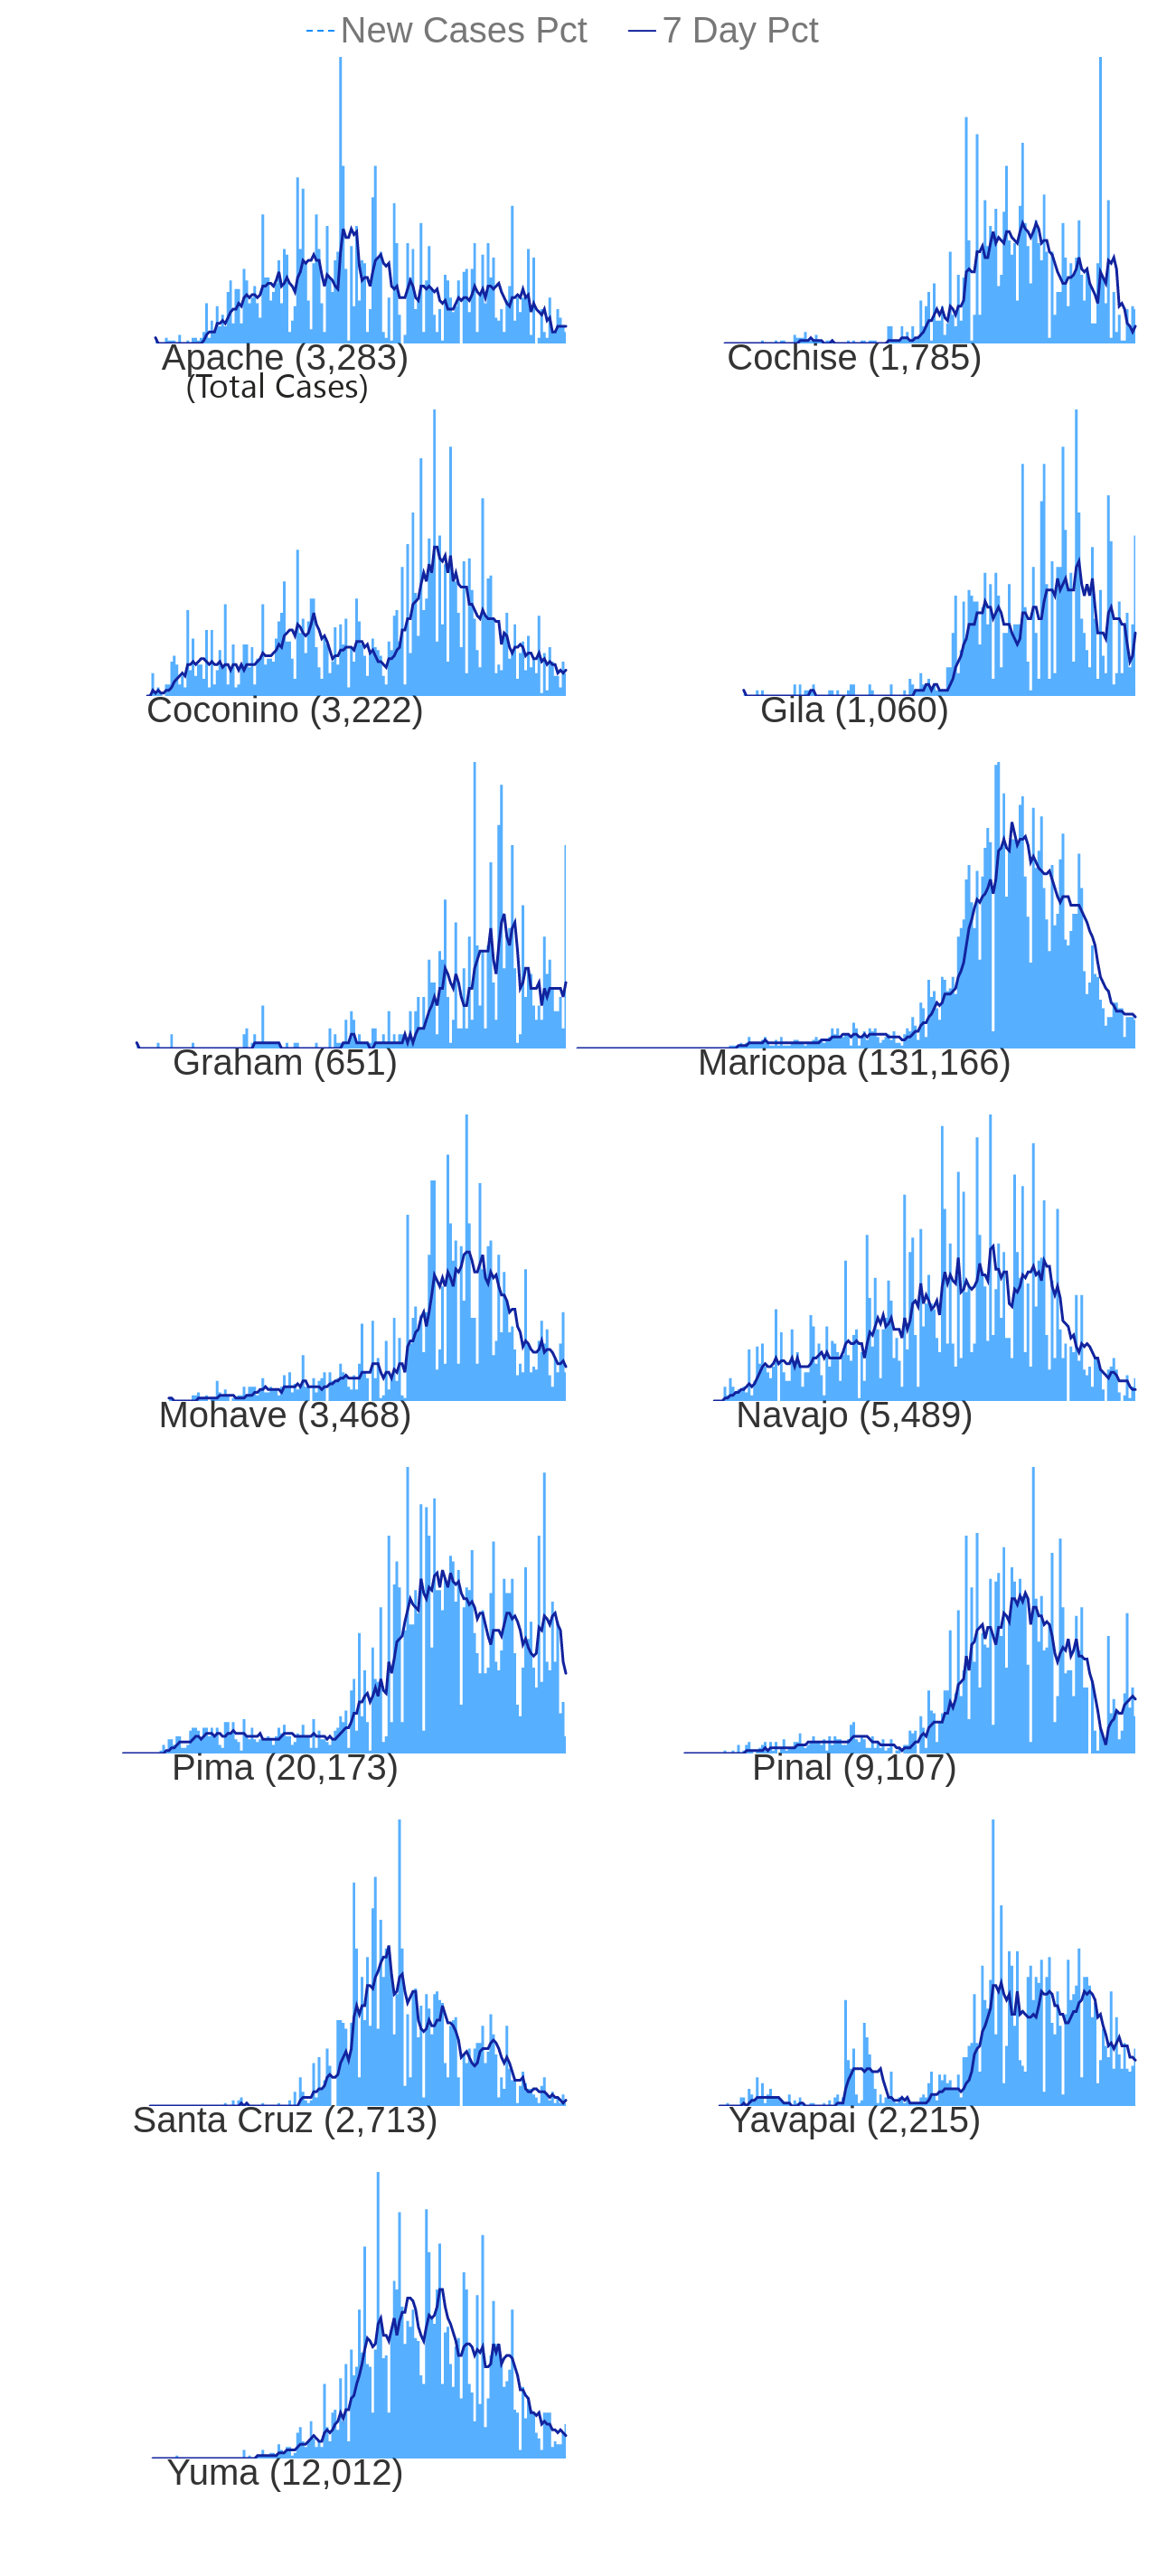 New Cases Pct 7 Day Pct
Apache (3,283) Cochise (1,785)
(Total Cases)
Coconino (3,222) Gila (1,060)
Graham (651) Maricopa (131,166)
Mohave (3,468) Navajo (5,489)
Pima (20,173) Pinal (9,107)
Santa Cruz (2,713) Yavapai (2,215)
Yuma (12,012)